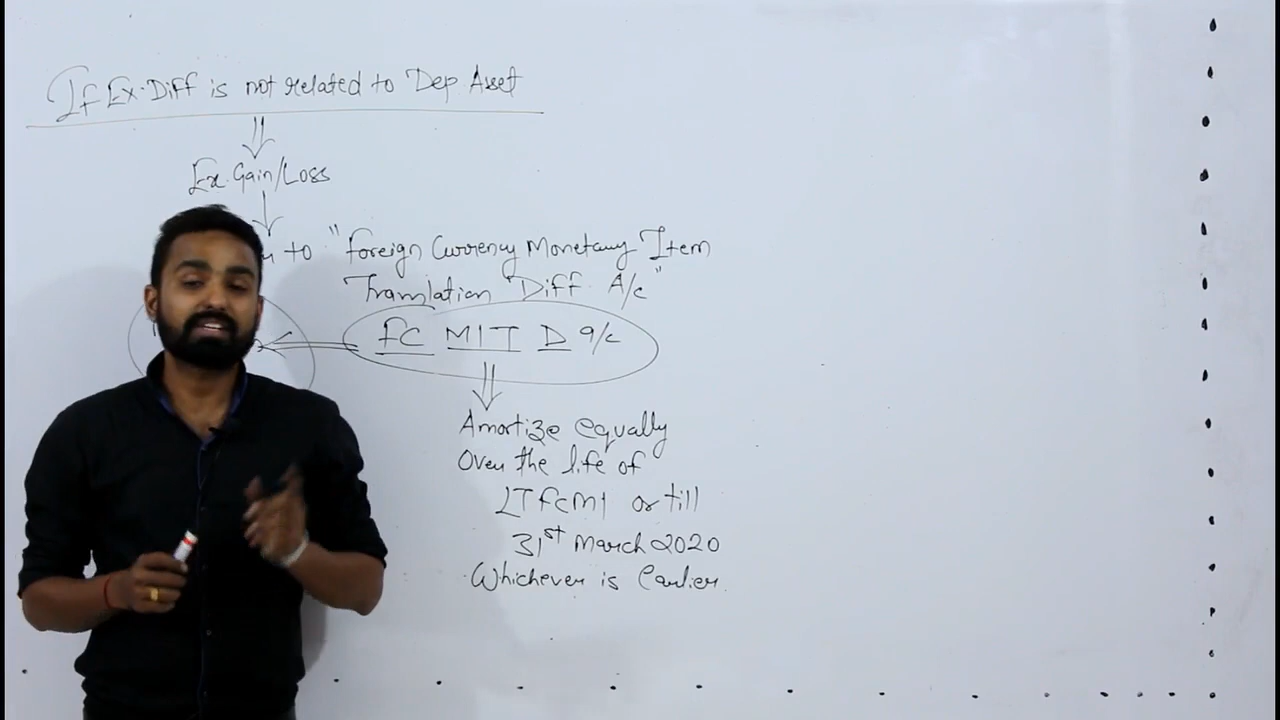 If Ex. Diff is not related to Dep. Asset
Ex. Gain/Loss
to "Foreign Currency Monetary Item
Translation Diff. A/c"
FC MIT D a/c
Amortize equally
Over the life of
LTFCMI or till
31st March 2020
Whichever is Earlier.